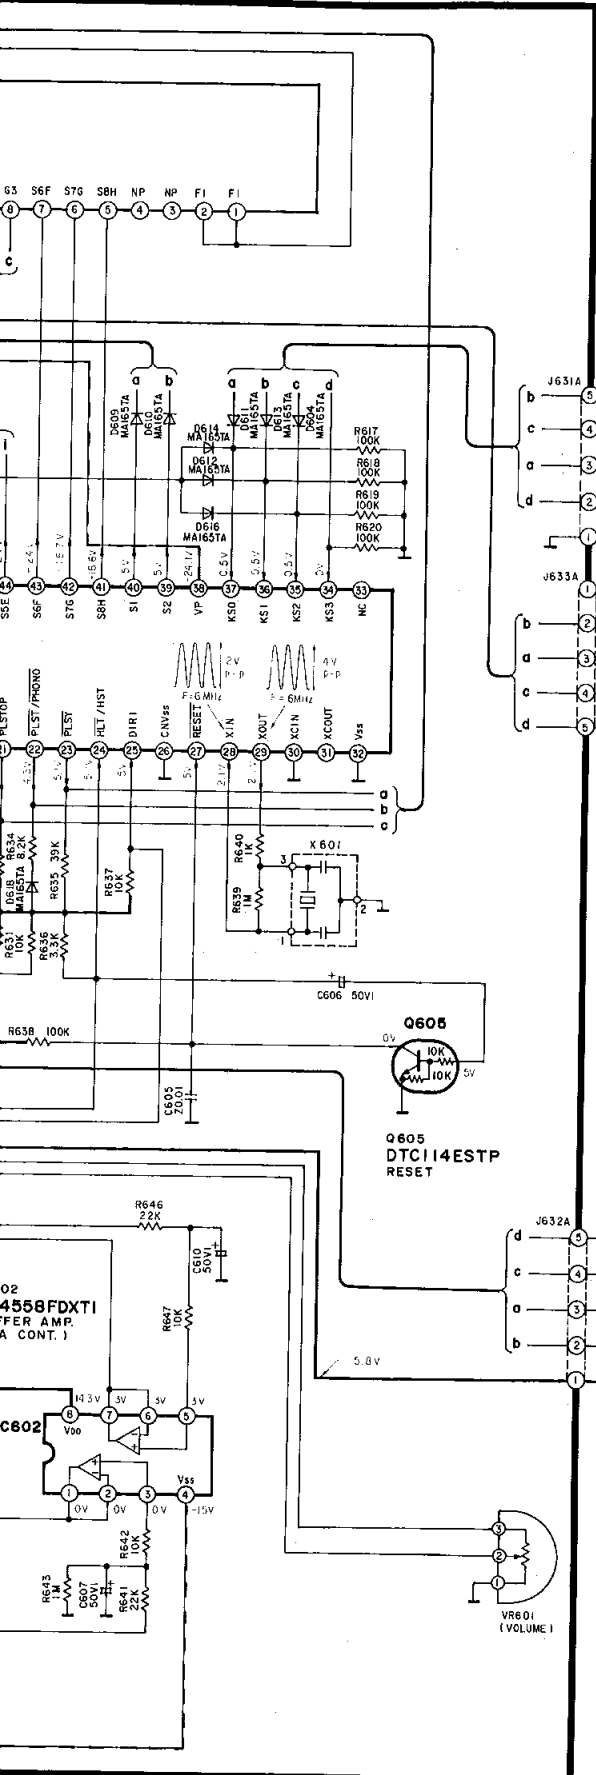 G3 S6F S7G S8H NP NP F1 F1
8 7 6 5 4 3 2 1
c
J631A
a b a b c d
b 5
c 4
a 3
d 2
1
D609 MA165TA
D610 MA165TA
D611 MA165TA
D613 MA165TA
D604 MA165TA
D614
MA165TA
D612
MA165TA
D616
MA165TA
R617
100K
R618
100K
R619
100K
R620
100K
5V 5V -24.1V 0.5V 0.5V 0.5V 0V
44 43 42 41 40 39 38 37 36 35 34 33
S5E S6F S7G S8H S1 S2 VP KS0 KS1 KS2 KS3 NC
J633A
1
b 2
a 3
c 4
d 5
2V
P-P
4V
P-P
F=6MHz
F=6MHz
PLSTOP PLST/PHONO PLST HLT/HST DIR1 CNVss RESET XIN XOUT XCIN XCOUT Vss
21 22 23 24 25 26 27 28 29 30 31 32
4.3V 5V 5V 2.1V
a
b
c
R634 8.2K
D618 MA165TA
R635 39K
R637 10K
R640 1K
R639 1M
X601
3
2
1
R631 10K
R636 3.3K
+
C606 50V1
R638 100K
0V
Q605
10K
10K
5V
C605 Z0.01
Q605
DTC114ESTP
RESET
R646
22K
C610 50V1
+
R647 10K
J632A
d 5
c 4
a 3
b 2
1
5.8V
02
4558FDXT1
FFER AMP.
A CONT.)
14.3V 3V 3V 3V
8 7 6 5
C602
VDD
Vss
1 2 3 4
0V 0V 0V -15V
R642 10K
R643 1M
C607 50V1
+
R641 22K
3
2
1
VR601
(VOLUME)